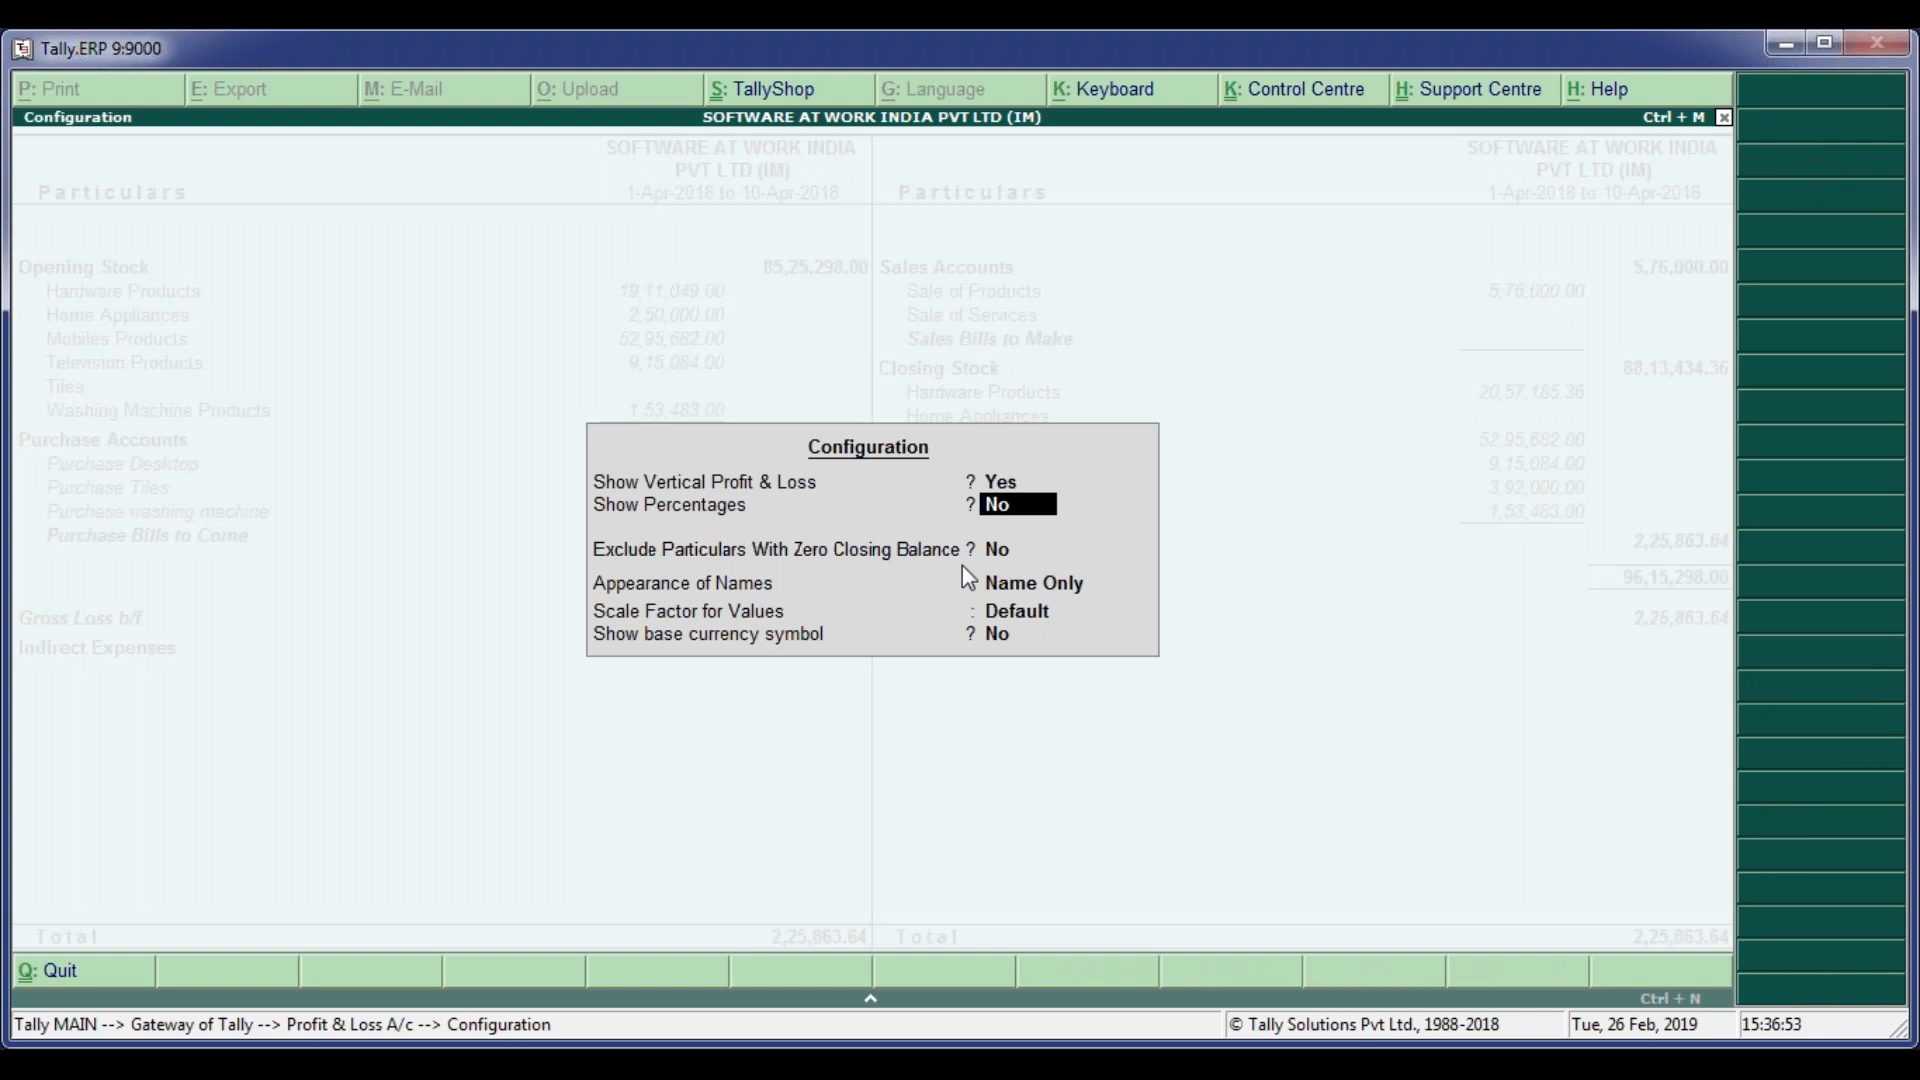 Tally.ERP 9:9000
P: Print E: Export M: E-Mail O: Upload S: TallyShop G: Language K: Keyboard K: Control Centre H: Support Centre H: Help
Configuration SOFTWARE AT WORK INDIA PVT LTD (IM) Ctrl + M
SOFTWARE AT WORK INDIA SOFTWARE AT WORK INDIA
PVT LTD (IM) PVT LTD (IM)
Particulars 1-Apr-2018 to 10-Apr-2018 Particulars 1-Apr-2018 to 10-Apr-2018
Opening Stock 85,25,298.00 Sales Accounts 5,76,000.00
Hardware Products 19,11,049.00 Sale of Products 5,76,000.00
Home Appliances 2,50,000.00 Sale of Services
Mobiles Products 52,95,682.00 Sales Bills to Make
Television Products 9,15,084.00
Closing Stock 88,13,434.36
Tiles
Hardware Products 20,57,185.36
Washing Machine Products 1,53,483.00 Home Appliances
Purchase Accounts 52,95,682.00
Purchase Desktop 9,15,084.00
Purchase Tiles 3,92,000.00
Purchase washing machine 1,53,483.00
Purchase Bills to Come
2,25,863.64
96,15,298.00
Gross Loss b/f 2,25,863.64
Indirect Expenses
Configuration
Show Vertical Profit & Loss ? Yes
Show Percentages ? No
Exclude Particulars With Zero Closing Balance ? No
Appearance of Names Name Only
Scale Factor for Values : Default
Show base currency symbol ? No
Total 2,25,863.64 Total 2,25,863.64
Q: Quit
Ctrl + N
Tally MAIN --> Gateway of Tally --> Profit & Loss A/c --> Configuration © Tally Solutions Pvt Ltd., 1988-2018 Tue, 26 Feb, 2019 15:36:53